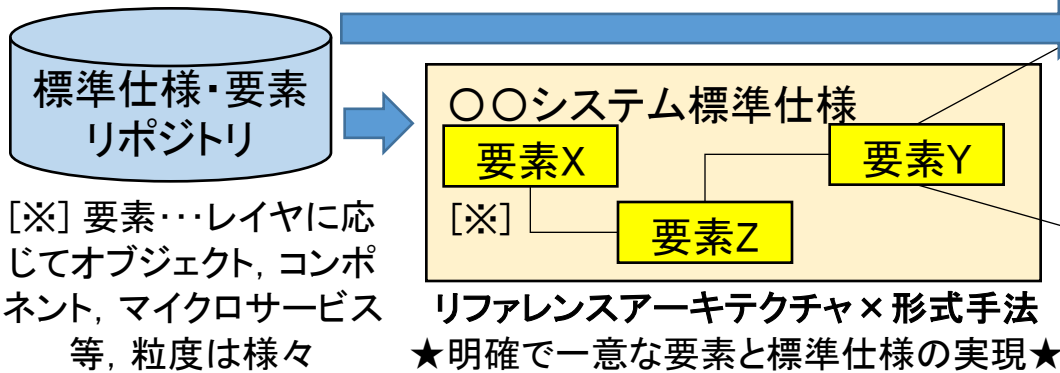 標準仕様・要素
リポジトリ
〇〇システム標準仕様
要素X
要素Y
[※]
要素Z
[※] 要素・・・レイヤに応
じてオブジェクト, コンポ
ネント, マイクロサービス
等, 粒度は様々
リファレンスアーキテクチャ×形式手法
★明確で一意な要素と標準仕様の実現★